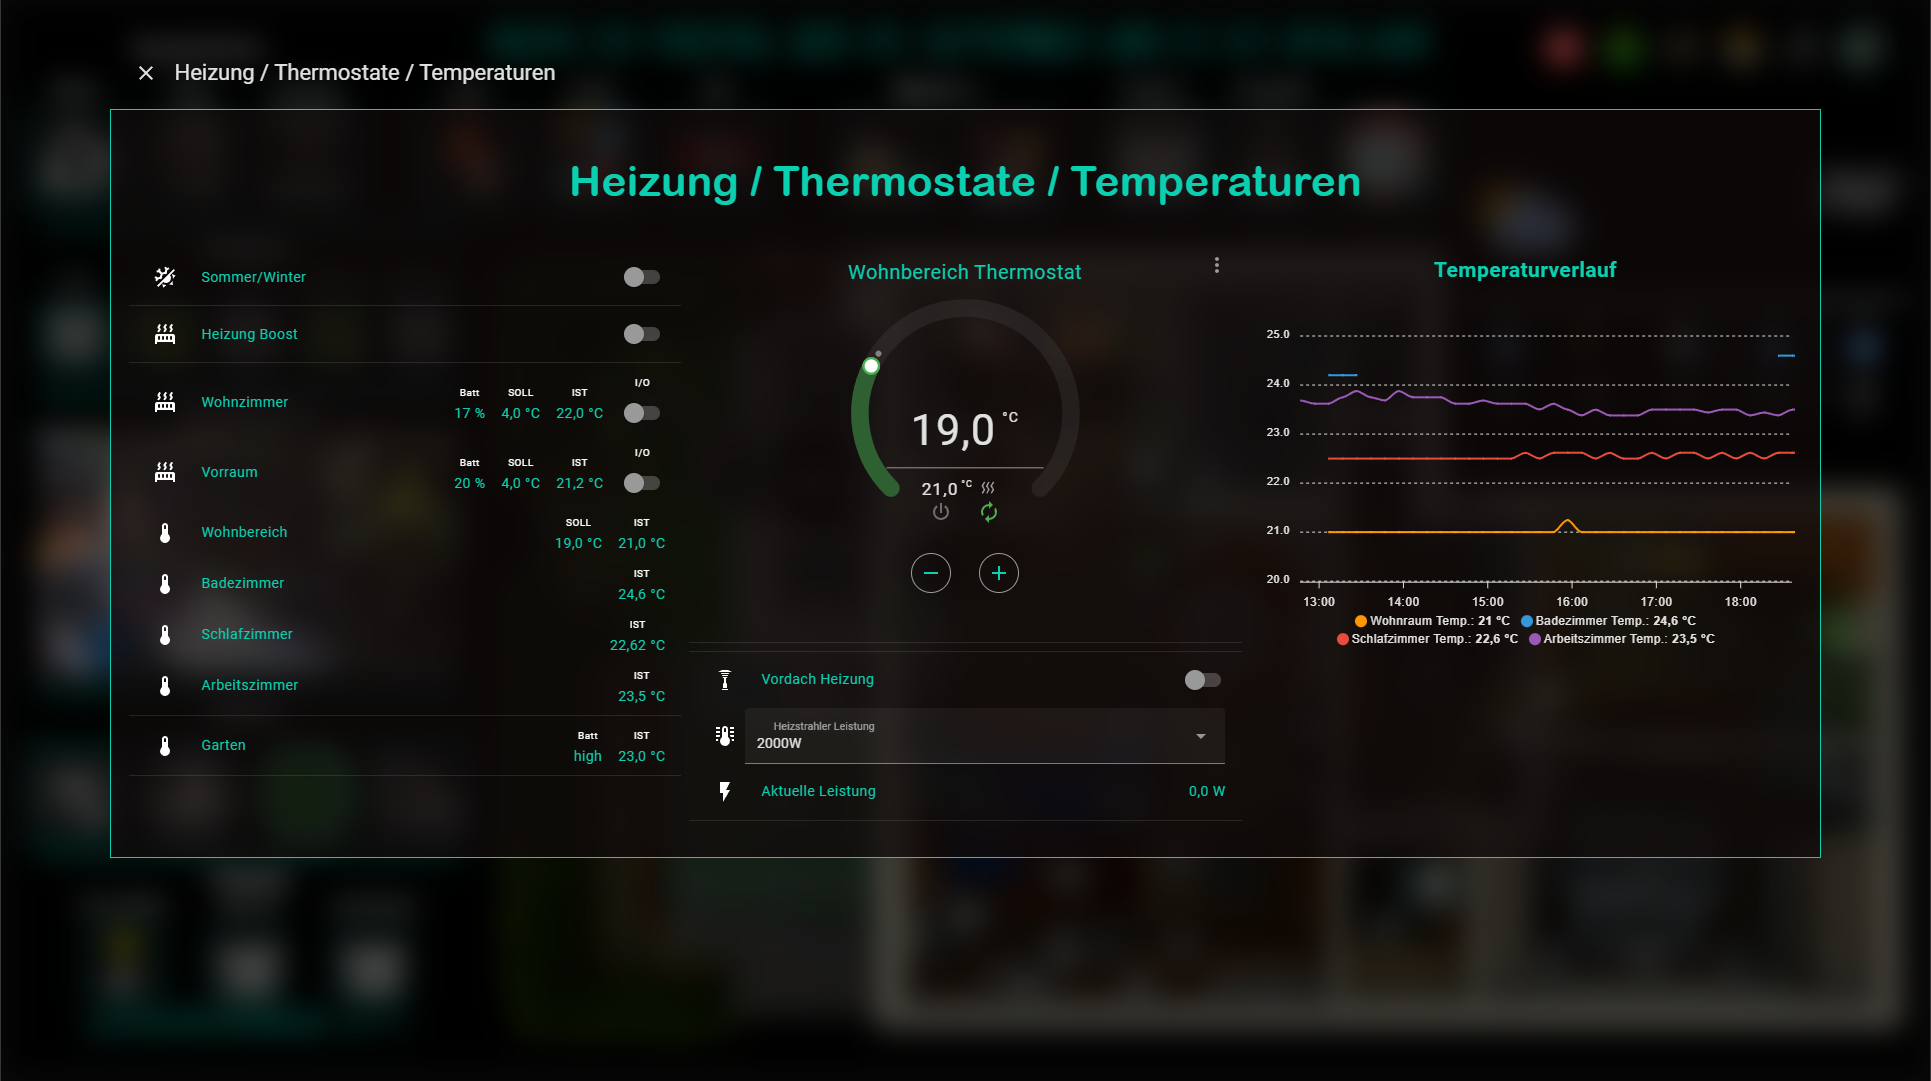 Heizung / Thermostate / Temperaturen
Heizung / Thermostate / Temperaturen
Sommer/Winter
Heizung Boost
Wohnzimmer
Batt SOLL IST I/O
17 % 4,0 °C 22,0 °C
Vorraum
Batt SOLL IST I/O
20 % 4,0 °C 21,2 °C
Wohnbereich
SOLL IST
19,0 °C 21,0 °C
Badezimmer
IST
24,6 °C
Schlafzimmer
IST
22,62 °C
Arbeitszimmer
IST
23,5 °C
Garten
Batt IST
high 23,0 °C
Wohnbereich Thermostat
19,0 °C
21,0 °C
Vordach Heizung
Heizstrahler Leistung
2000W
Aktuelle Leistung 0,0 W
Temperaturverlauf
25.0
24.0
23.0
22.0
21.0
20.0
13:00 14:00 15:00 16:00 17:00 18:00
Wohnraum Temp.: 21 °C Badezimmer Temp.: 24,6 °C
Schlafzimmer Temp.: 22,6 °C Arbeitszimmer Temp.: 23,5 °C